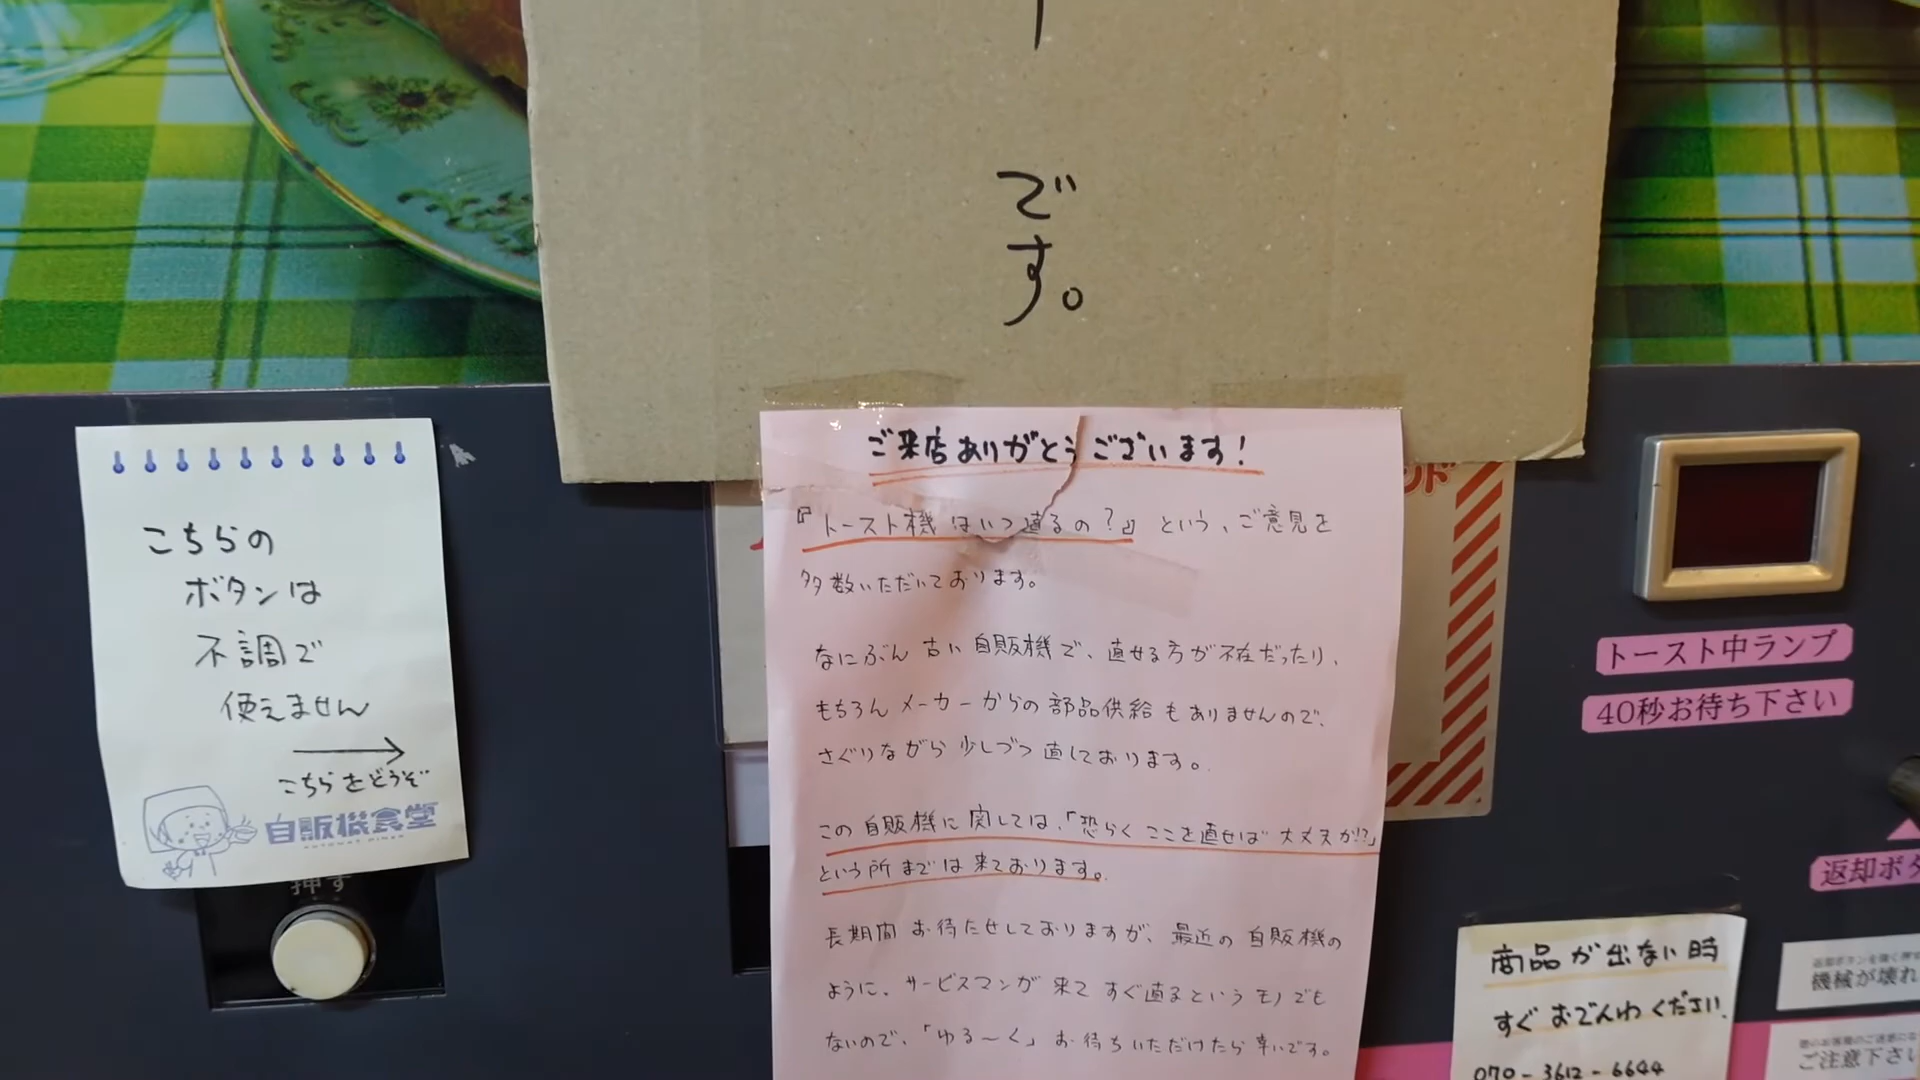 です。
こちらの
ボタンは
不調で
使えません
こちらをどうぞ
自販機食堂
押す
ご来店ありがとうございます！
『トースト機はいつ直るの？』という、ご意見を
多数いただいております。
なにぶん古い自販機で、直せる方が不在だったり、
もちろんメーカーからの部品供給もありませんので、
さぐりながら少しづつ直しております。
この自販機に関しては、「恐らくここを直せば大丈夫か!?」
という所までは来ております。
長期間お待たせしておりますが、最近の自販機の
ように、サービスマンが来てすぐ直るというモノでも
ないので、「ゆる〜く」お待ちいただけたら幸いです。
ンド
トースト中ランプ
40秒お待ち下さい
返却ボタ
商品が出ない時
すぐおでんわください。
070-3612-6644
機械が壊れ
ご注意下さい